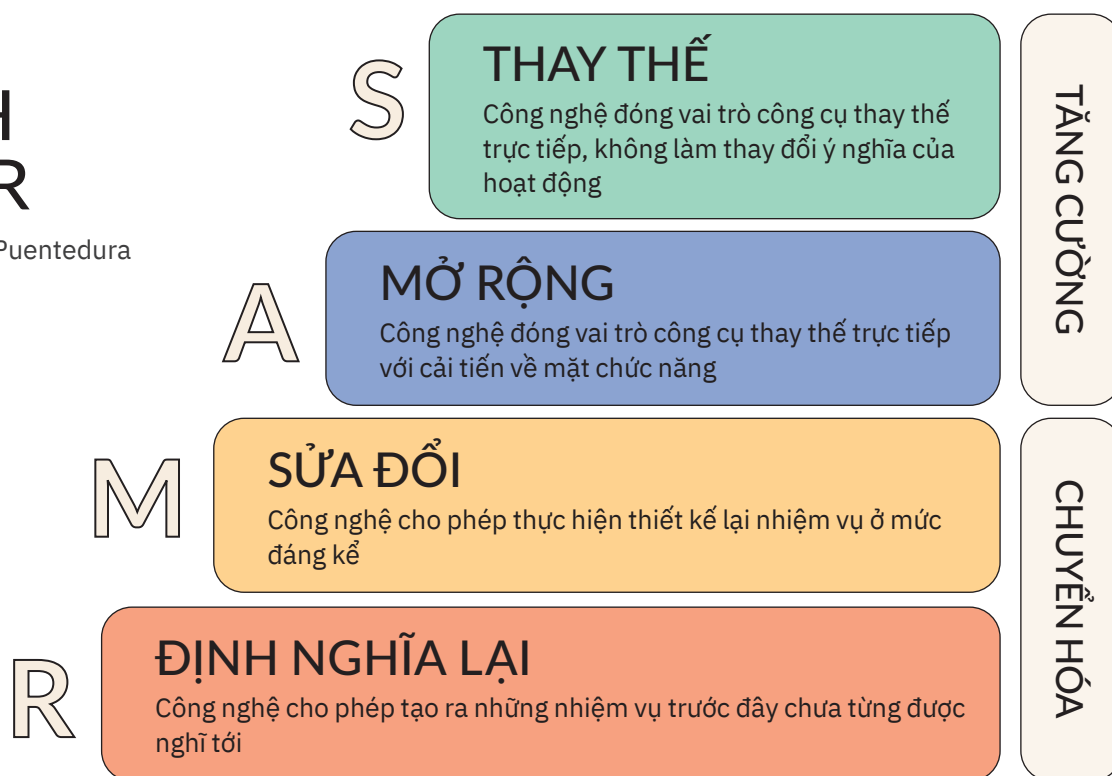 H
R
Puentedura
S
THAY THẾ
Công nghệ đóng vai trò công cụ thay thế
trực tiếp, không làm thay đổi ý nghĩa của
hoạt động
A
MỞ RỘNG
Công nghệ đóng vai trò công cụ thay thế trực tiếp
với cải tiến về mặt chức năng
TĂNG CƯỜNG
M
SỬA ĐỔI
Công nghệ cho phép thực hiện thiết kế lại nhiệm vụ ở mức
đáng kể
R
ĐỊNH NGHĨA LẠI
Công nghệ cho phép tạo ra những nhiệm vụ trước đây chưa từng được
nghĩ tới
CHUYỂN HÓA